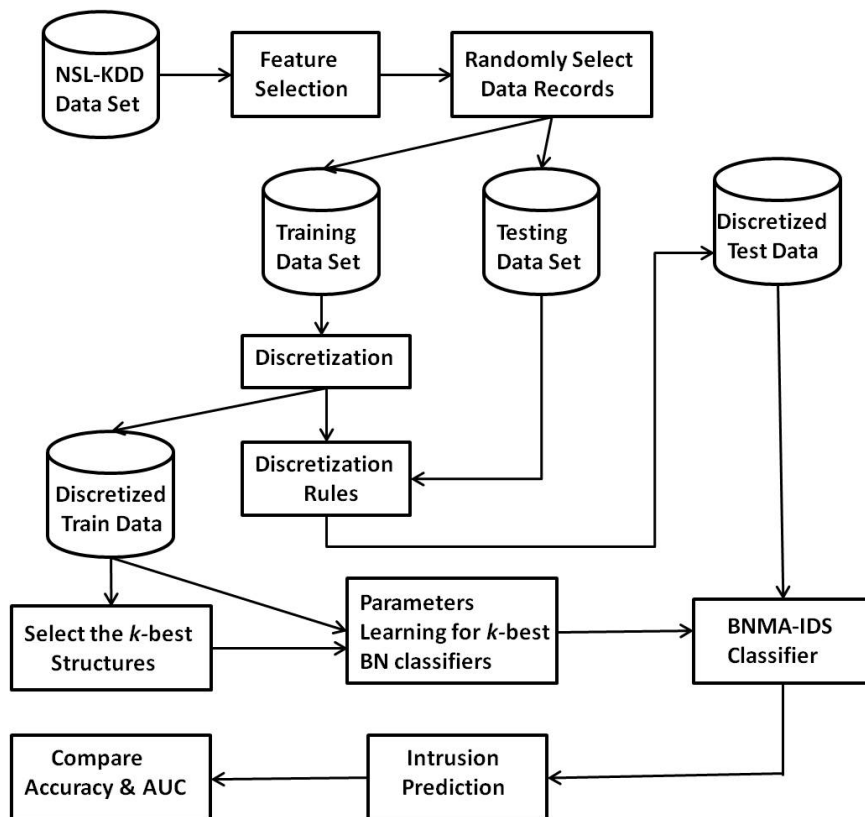 NSL-KDD
Data Set
Feature
Selection
Randomly Select
Data Records
Training
Data Set
Testing
Data Set
Discretized
Test Data
Discretization
Discretized
Train Data
Discretization
Rules
Select the k-best
Structures
Parameters
Learning for k-best
BN classifiers
BNMA-IDS
Classifier
Compare
Accuracy & AUC
Intrusion
Prediction